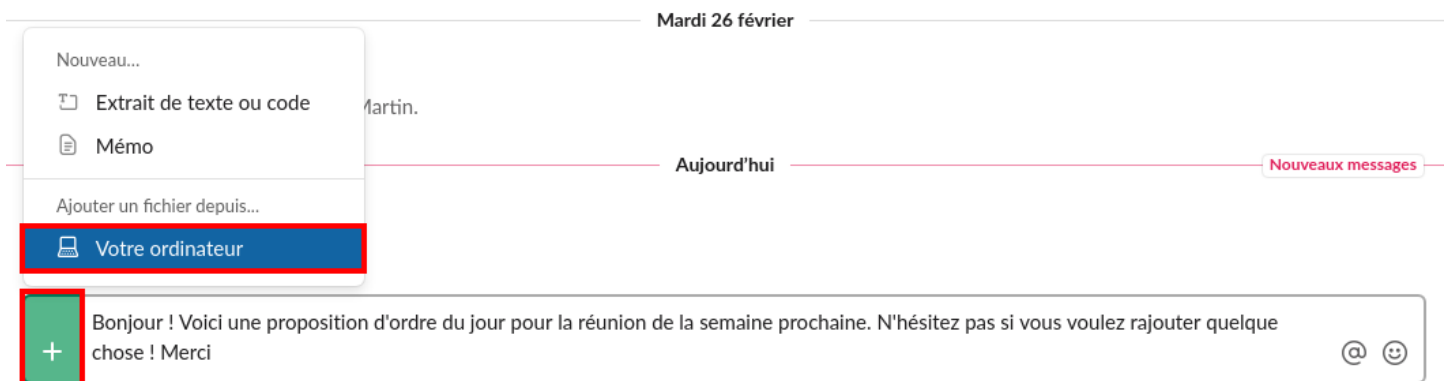 Mardi 26 février
Nouveau...
Extrait de texte ou code
Martin.
Mémo
Aujourd'hui
Nouveaux messages
Ajouter un fichier depuis...
Votre ordinateur
Bonjour ! Voici une proposition d'ordre du jour pour la réunion de la semaine prochaine. N'hésitez pas si vous voulez rajouter quelque
chose ! Merci